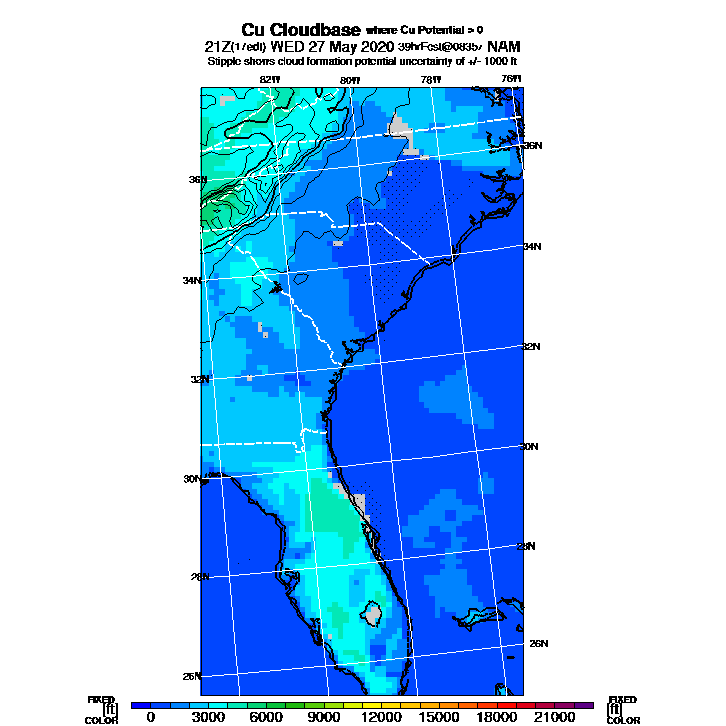 Cu Cloudbase where Cu Potential > 0
21Z(17edt) WED 27 May 2020 39hrFcst@0835z NAM
Stipple shows cloud formation potential uncertainty of +/- 1000 ft
82W 80W 78W 76W
36N
36N
34N
34N
32N
32N
30N
30N
28N
28N
26N
26N
FIXED FIXED
[ft] [ft]
COLOR COLOR
0 3000 6000 9000 12000 15000 18000 21000